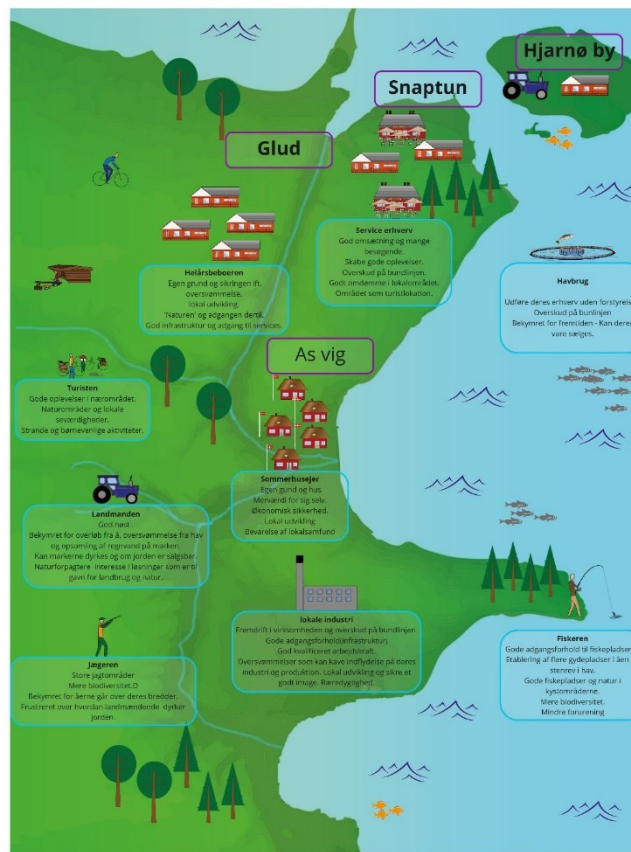 Hjarnø by
Snaptun
Glud
Service erhverv
God omsætning og mange
besøgende.
Skabe gode oplevelser.
Overskud på bundlinjen.
Godt omdømme i lokalområdet.
Området som turistlokation.
Helårsbeboeren
Egen grund og sikringen ift.
oversvømmelse.
lokal udvikling.
'Naturen' og adgangen dertil.
God infrastruktur og adgang til services.
Havbrug
Udføre deres erhverv uden forstyrels
Overskud på bunlinjen
Bekymret for fremtiden - Kan deres
vare sælges.
As vig
Turisten
Gode oplevelser i nærområdet.
Naturområder og lokale
seværdigheder.
Strande og børnevenlige aktiviteter.
Sommerhusejer
Egen gund og hus.
Merværdi for sig selv.
Økonomisk sikkerhed.
Lokal udvikling
Bevarelse af lokalsamfund
Landmanden
God høst
Bekymret for overløb fra å, oversvømmelse fra hav
og opsamling af regnvand på marken.
Kan markerne dyrkes og om jorden er salgsbar.
Naturforpagtere interesse i løsninger som er til
gavn for landbrug og natur.
lokale industri
Fremdrift i virksomheden og overskud på bundlinjen
Gode adgangsforhold(infrastruktur)
God kvalificeret arbejdskraft.
Oversvømmelser som kan have indflydelse på deres
industri og produktion. Lokal udvikling og sikre et
godt image. Bæredygtighed.
Jægeren
Store jagtområder
Mere biodiversitet.D
Bekymret for åerne går over deres bredder.
Frustreret over hvordan landmændende dyrker
jorden.
Fiskeren
Gode adgangsforhold til fiskepladser
Etablering af flere gydepladser i åen
stenrev i hav.
Gode fiskepladser og natur i
kystområderne.
Mere biodiversitet.
Mindre forurening